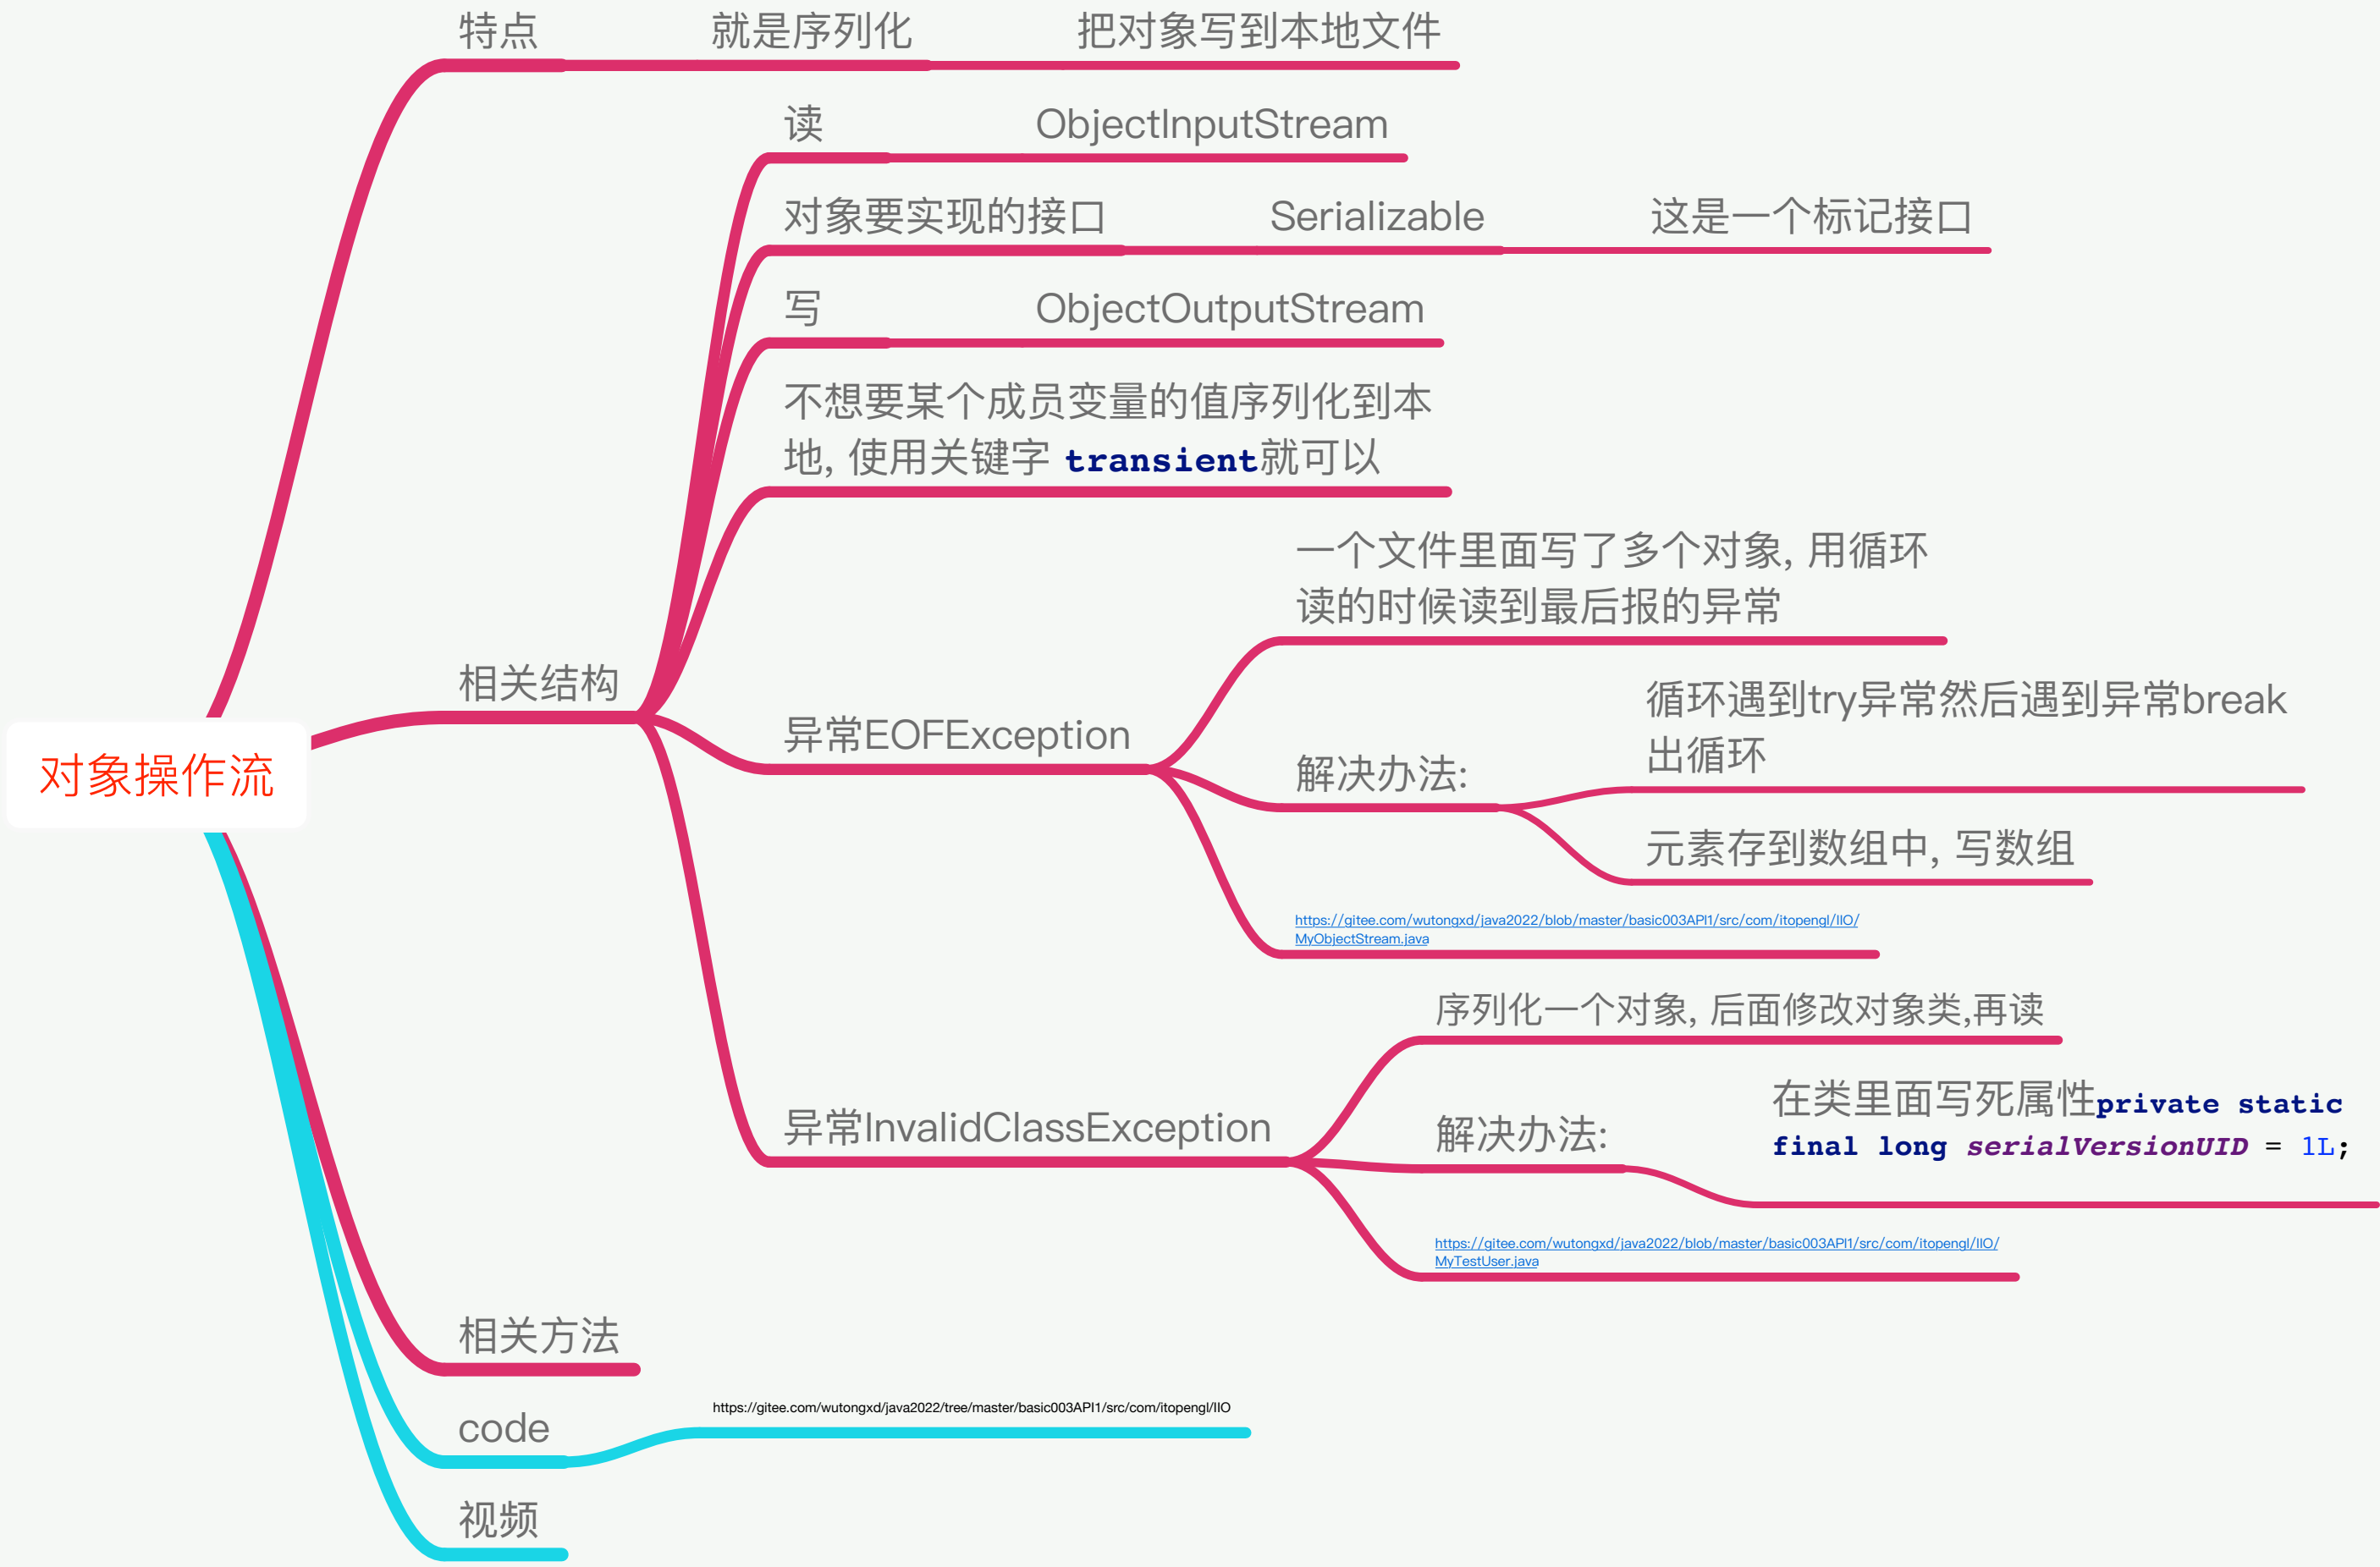 特点
就是序列化
把对象写到本地文件
读
ObjectInputStream
对象要实现的接口
Serializable
这是一个标记接口
写
ObjectOutputStream
不想要某个成员变量的值序列化到本
地, 使用关键字 transient就可以
一个文件里面写了多个对象, 用循环
读的时候读到最后报的异常
相关结构
循环遇到try异常然后遇到异常break
出循环
异常EOFException
解决办法:
对象操作流
元素存到数组中, 写数组
https://gitee.com/wutongxd/java2022/blob/master/basic003API1/src/com/itopengl/IIO/
MyObjectStream.java
序列化一个对象, 后面修改对象类,再读
异常InvalidClassException
解决办法:
在类里面写死属性private static
final long serialVersionUID = 1L;
https://gitee.com/wutongxd/java2022/blob/master/basic003API1/src/com/itopengl/IIO/
MyTestUser.java
相关方法
code
https://gitee.com/wutongxd/java2022/tree/master/basic003API1/src/com/itopengl/IIO
视频